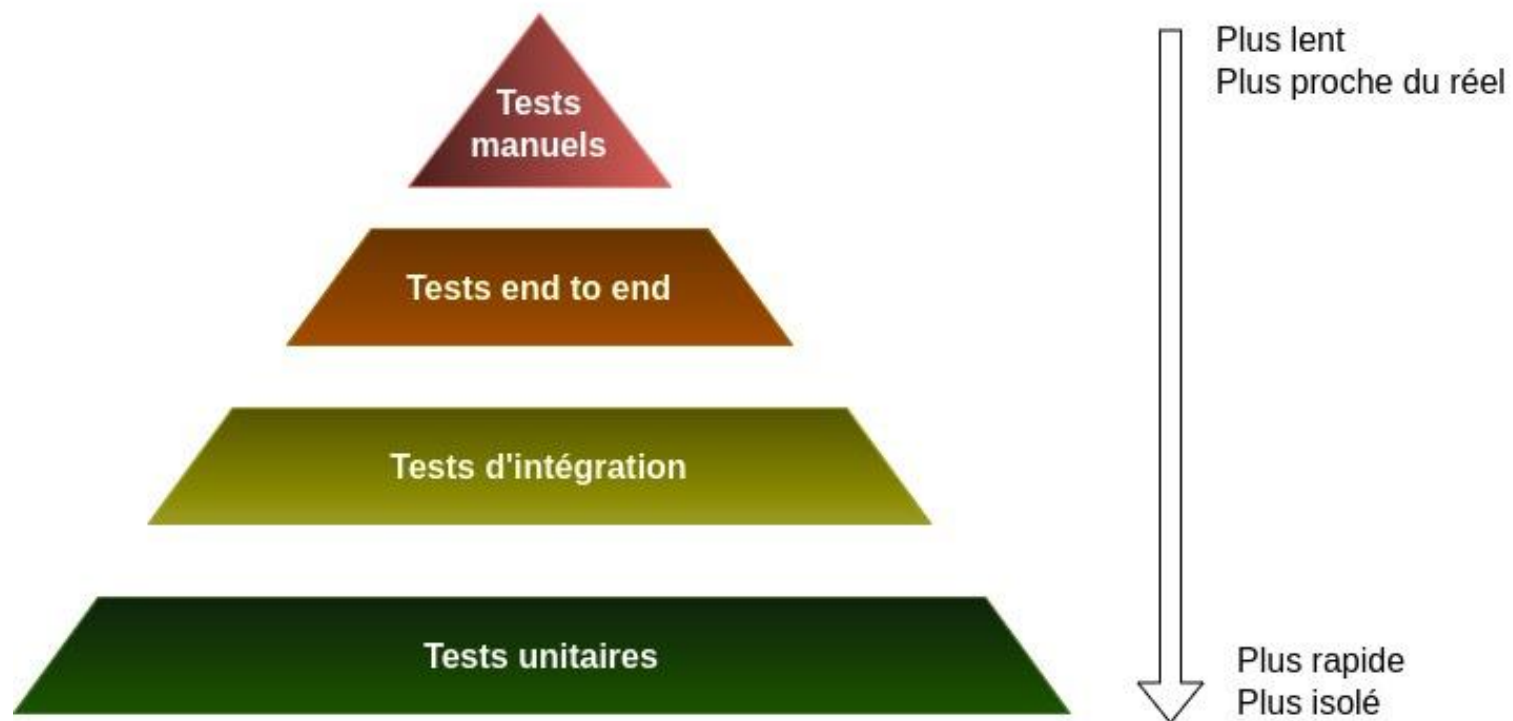 Plus lent
Plus proche du réel
Tests
manuels
Tests end to end
Tests d'intégration
Tests unitaires
Plus rapide
Plus isolé